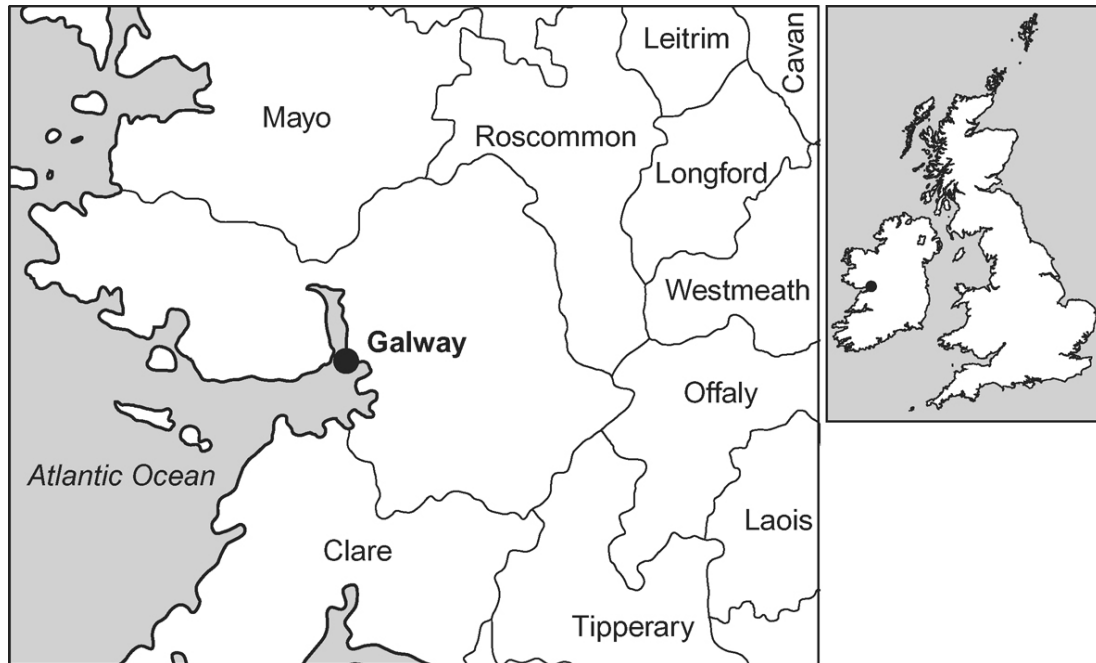 Leitrim
Cavan
Mayo
Roscommon
Longford
Westmeath
Galway
Offaly
Atlantic Ocean
Laois
Clare
Tipperary